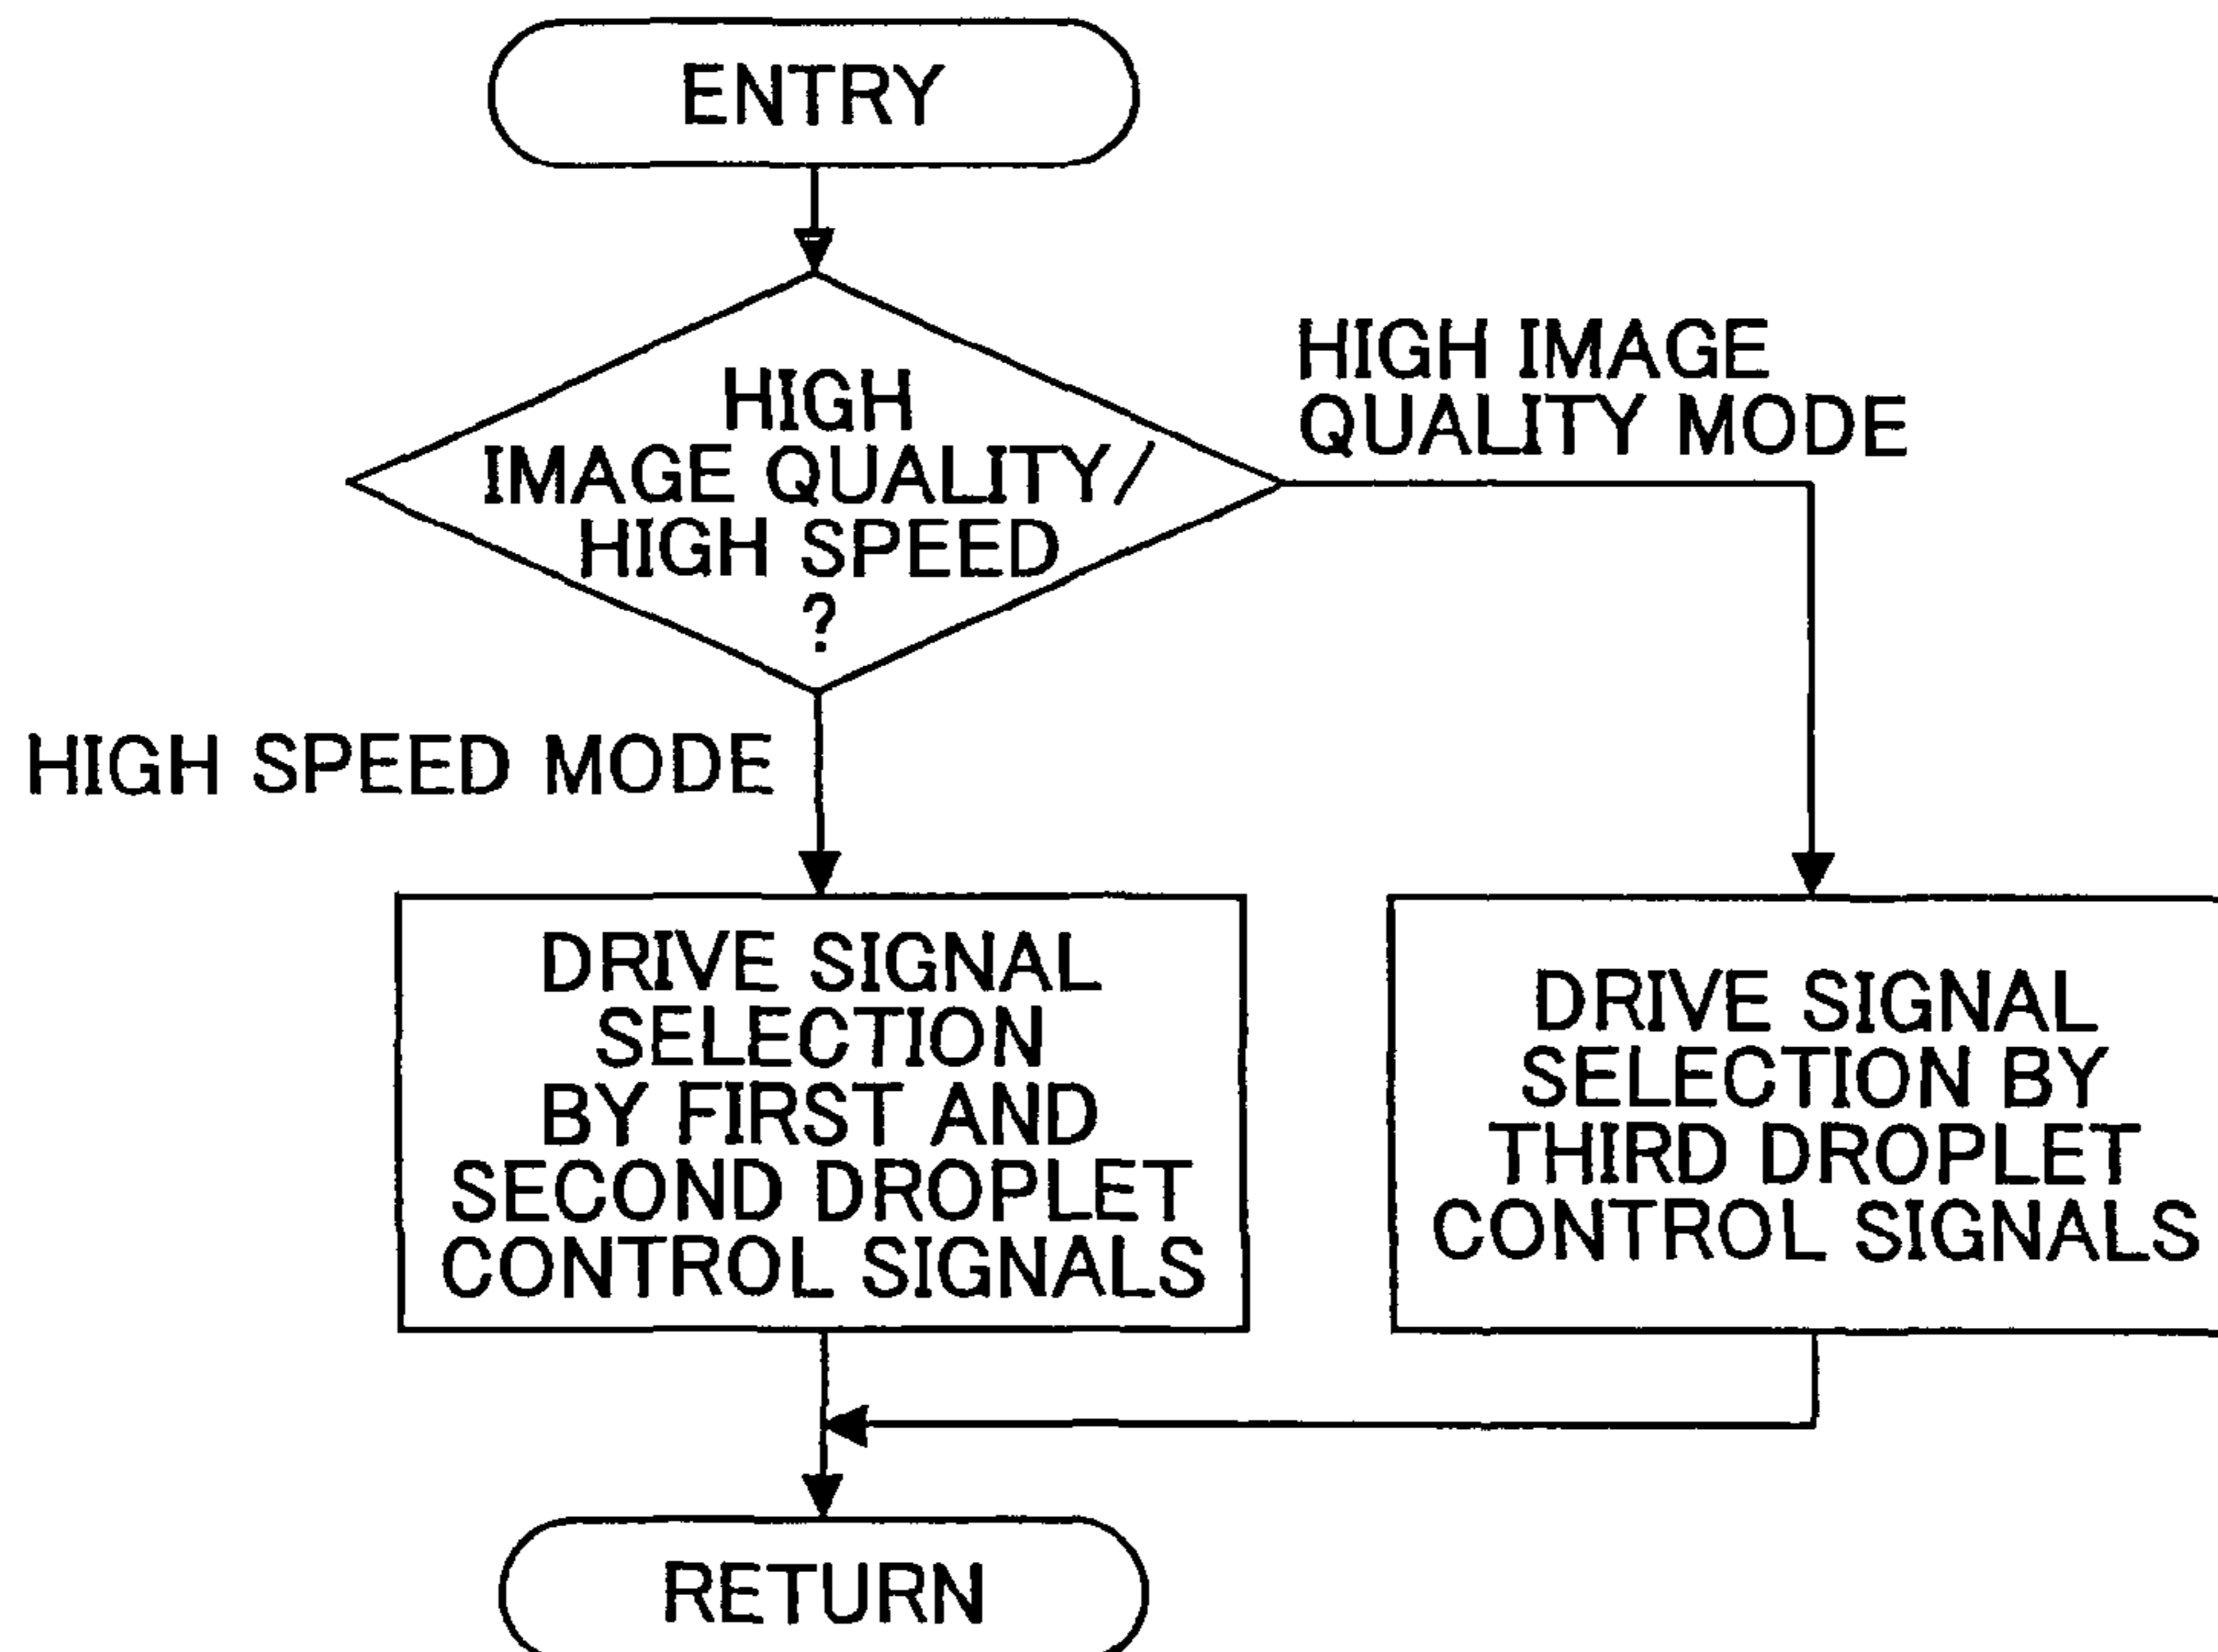 ENTRY
HIGH
IMAGE QUALITY/
HIGH SPEED
?
HIGH IMAGE
QUALITY MODE
HIGH SPEED MODE
DRIVE SIGNAL
SELECTION
BY FIRST AND
SECOND DROPLET
CONTROL SIGNALS
DRIVE SIGNAL
SELECTION BY
THIRD DROPLET
CONTROL SIGNALS
RETURN